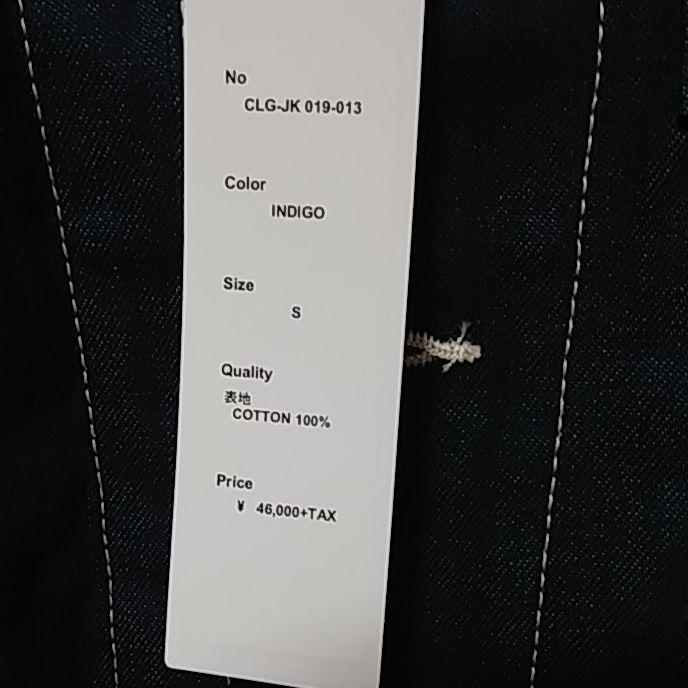 No
CLG-JK 019-013
Color
INDIGO
Size
S
Quality
表地
COTTON 100%
Price
¥ 46,000+TAX